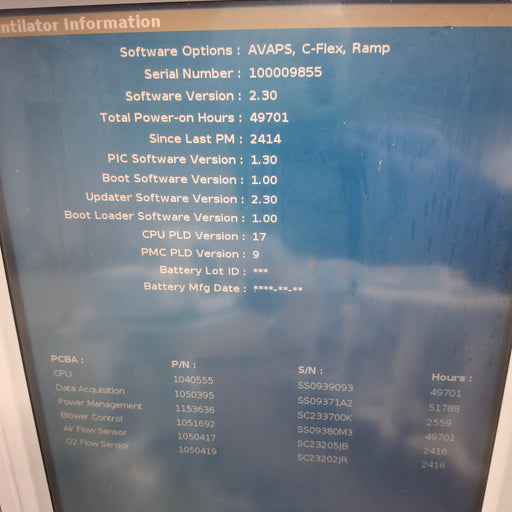 ntilator Information
Software Options : AVAPS, C-Flex, Ramp
Serial Number : 100009855
Software Version : 2.30
Total Power-on Hours : 49701
Since Last PM : 2414
PIC Software Version : 1.30
Boot Software Version : 1.00
Updater Software Version : 2.30
Boot Loader Software Version : 1.00
CPU PLD Version : 17
PMC PLD Version : 9
Battery Lot ID : ***
Battery Mfg Date : ****-**-**
PCBA : P/N : S/N : Hours :
CPU 1040555 SS0939093 49701
Data Acquisition 1050395 SS09371A2 51788
Power Management 1153636 SC233700K 2559
Blower Control 1051692 SS09380M3 49701
Air Flow Sensor 1050417 SC23205JB 2416
O2 Flow Sensor 1050419 SC23202JR 2416